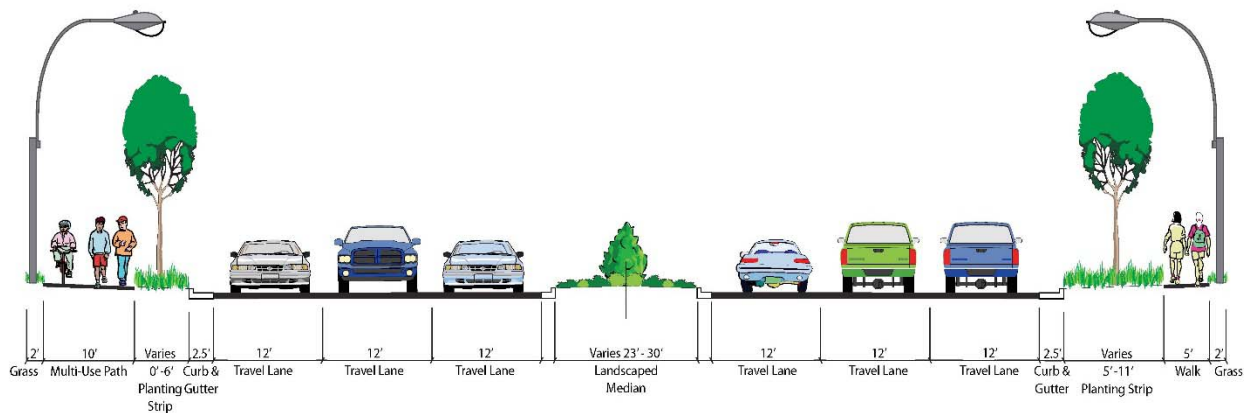 2'
10'
Varies
2.5'
12'
12'
12'
Varies 23' - 30'
12'
12'
12'
2.5'
Varies
5'
2'
Grass
Multi-Use Path
0' -6'
Curb &
Travel Lane
Travel Lane
Travel Lane
Landscaped
Travel Lane
Travel Lane
Travel Lane
Curb &
5' -11'
Walk
Grass
Planting
Gutter
Median
Gutter
Planting Strip
Strip